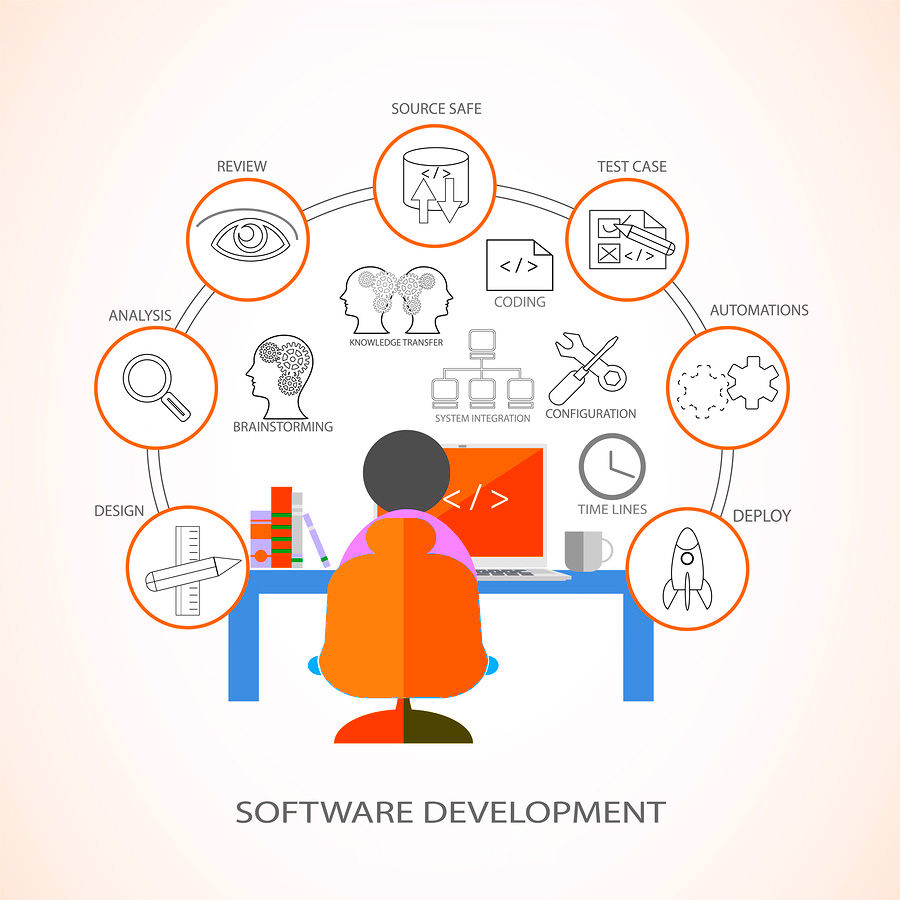 SOURCE SAFE
REVIEW
TEST CASE
</>
</>
</>
CODING
ANALYSIS
AUTOMATIONS
KNOWLEDGE TRANSFER
BRAINSTORMING
SYSTEM INTEGRATION
CONFIGURATION
DESIGN
</>
TIME LINES
DEPLOY
SOFTWARE DEVELOPMENT